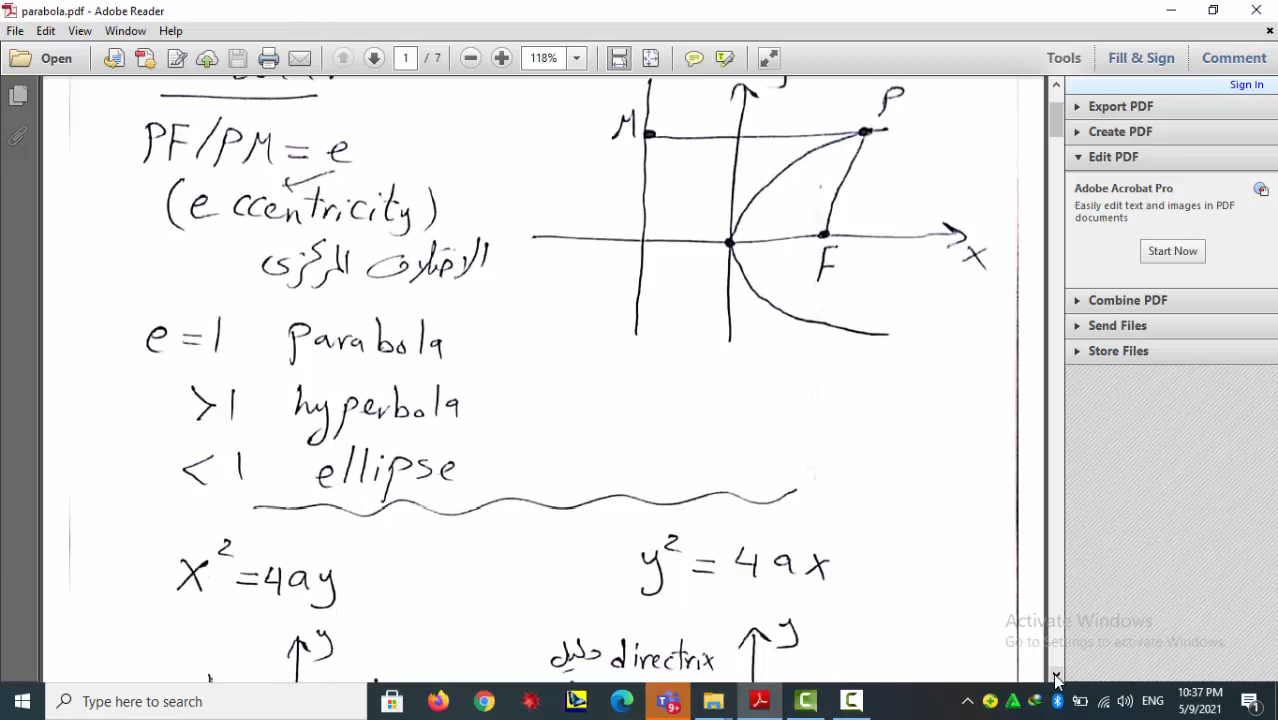 parabola.pdf - Adobe Reader
File Edit View Window Help
Open
1 / 7
118%
Tools Fill & Sign Comment
Sign In
Export PDF
Create PDF
Edit PDF
Adobe Acrobat Pro
Easily edit text and images in PDF
documents
Start Now
Combine PDF
Send Files
Store Files
PF/PM = e
(eccentricity)
الاختلاف المركزى
e = 1 parabola
> 1 hyperbola
< 1 ellipse
y
M
P
F
X
x² = 4ay
y² = 4ax
y
دليل directrix
y
Activate Windows
Go to Settings to activate Windows.
Type here to search
9+
ENG
10:37 PM
5/9/2021
1